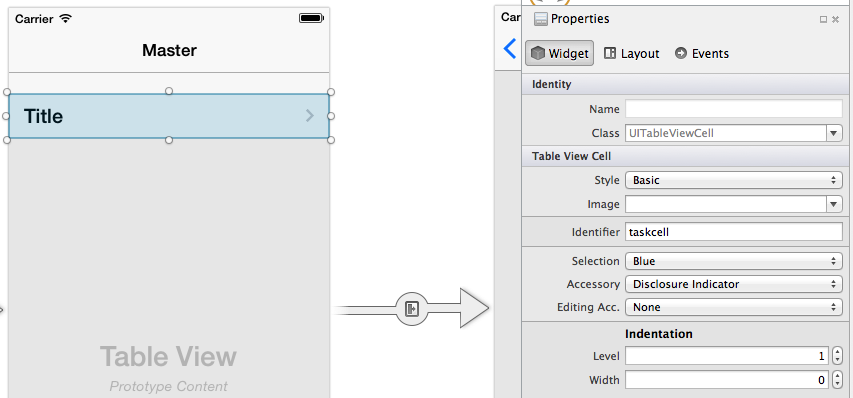 Carrier
Master
Title
Table View
Prototype Content
Car
Properties
Widget Layout Events
Identity
Name
Class UITableViewCell
Table View Cell
Style Basic
Image
Identifier taskcell
Selection Blue
Accessory Disclosure Indicator
Editing Acc. None
Indentation
Level 1
Width 0